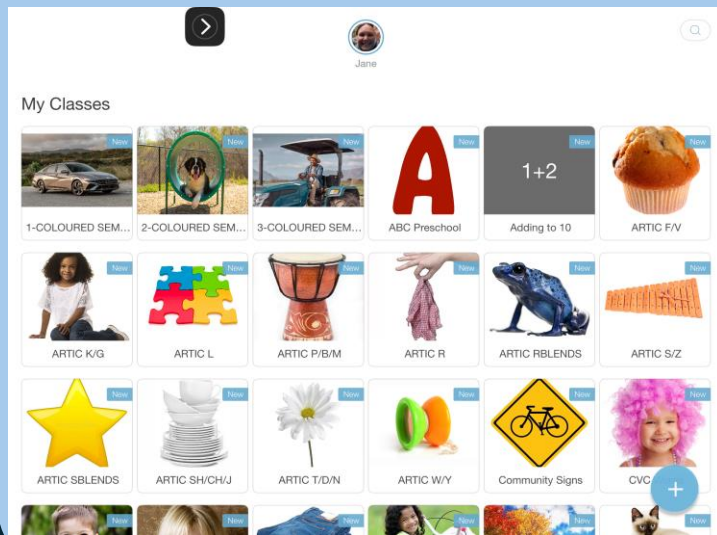 Jane
My Classes
New
New
New
New
New
New
1-COLOURED SEM...
2-COLOURED SEM...
3-COLOURED SEM...
A
1+2
ABC Preschool
Adding to 10
ARTIC F/V
New
New
New
New
New
New
ARTIC K/G
ARTIC L
ARTIC P/B/M
ARTIC R
ARTIC RBLENDS
ARTIC S/Z
New
New
New
New
New
New
ARTIC SBLENDS
ARTIC SH/CH/J
ARTIC T/D/N
ARTIC W/Y
Community Signs
CVC
New
New
New
New
New
New